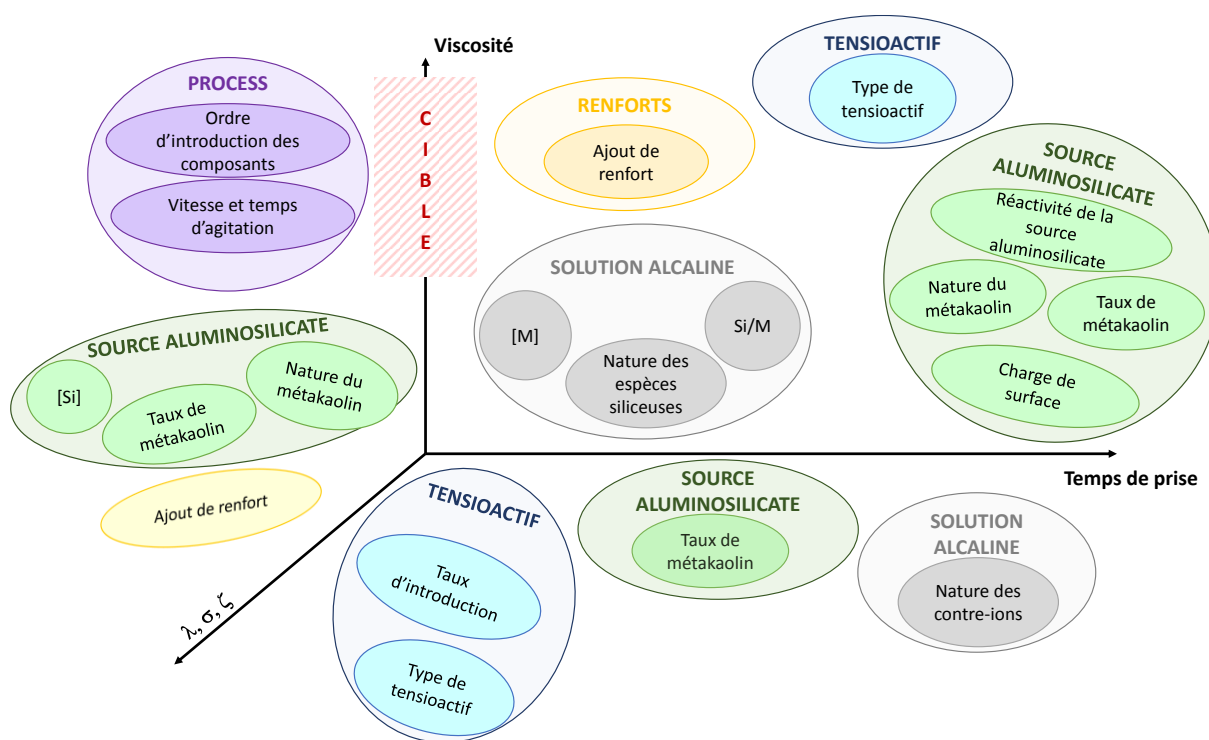 Viscosité
PROCESS
Ordre
d'introduction des
composants
Vitesse et temps
d'agitation
C
I
B
L
E
RENFORTS
Ajout de
renfort
TENSIOACTIF
Type de
tensioactif
SOURCE
ALUMINOSILICATE
Réactivité de la
source
aluminosilicate
Nature du
métakaolin
Taux de
métakaolin
Charge de
surface
SOLUTION ALCALINE
[M]
Si/M
Nature des
espèces
siliceuses
SOURCE ALUMINOSILICATE
[Si]
Taux de
métakaolin
Nature du
métakaolin
Ajout de renfort
Temps de prise
TENSIOACTIF
Taux
d'introduction
Type de
tensioactif
SOURCE
ALUMINOSILICATE
Taux de
métakaolin
SOLUTION
ALCALINE
Nature des
contre-ions
λ, σ, ζ